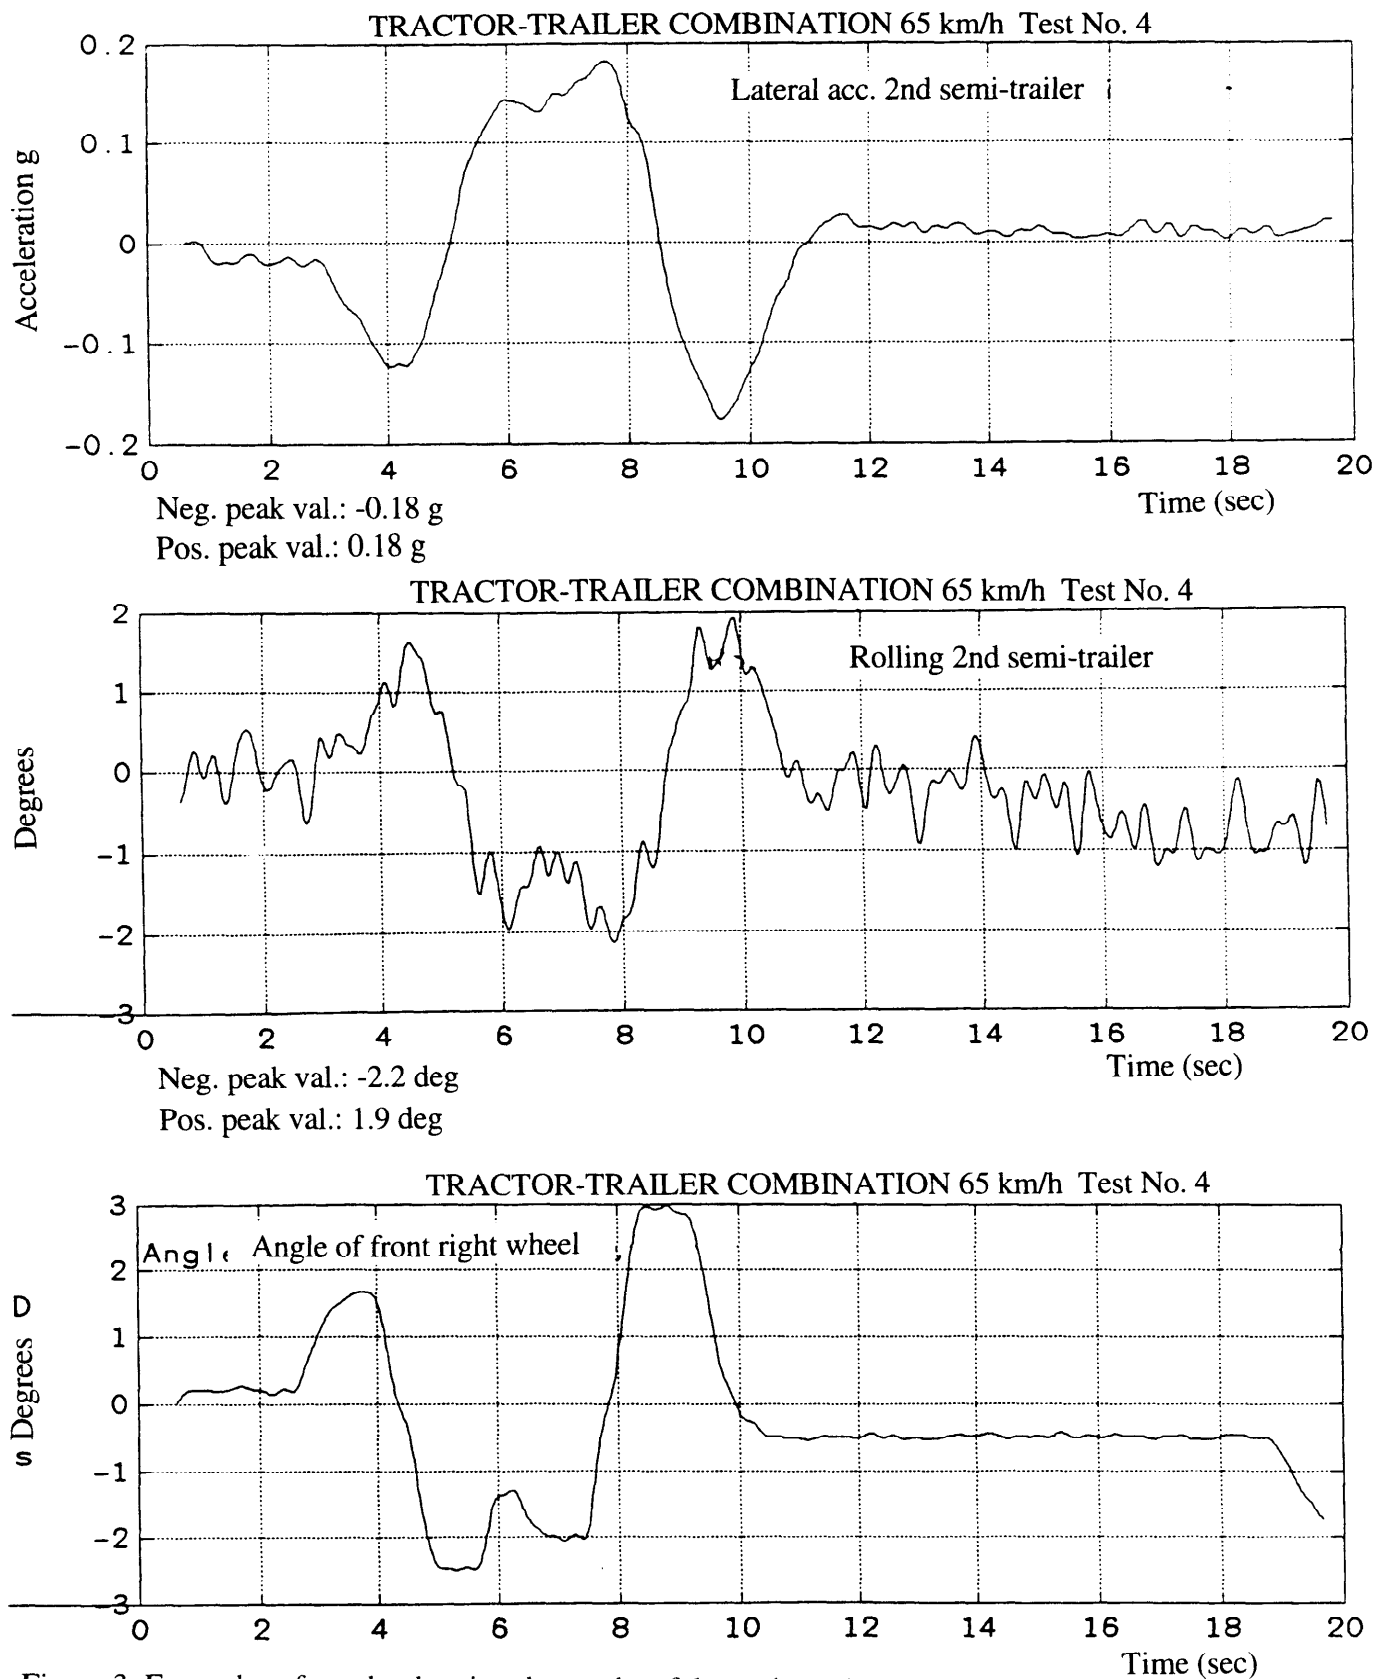 TRACTOR-TRAILER COMBINATION 65 km/h Test No. 4
0.2
Lateral acc. 2nd semi-trailer
0.1
Acceleration g
0
-0.1
-0.2
0 2 4 6 8 10 12 14 16 18 20
Time (sec)
Neg. peak val.: -0.18 g
Pos. peak val.: 0.18 g
TRACTOR-TRAILER COMBINATION 65 km/h Test No. 4
2
Rolling 2nd semi-trailer
1
Degrees
0
-1
-2
-3
0 2 4 6 8 10 12 14 16 18 20
Time (sec)
Neg. peak val.: -2.2 deg
Pos. peak val.: 1.9 deg
TRACTOR-TRAILER COMBINATION 65 km/h Test No. 4
3
Angle Angle of front right wheel
2
D
1
Degrees
0
s
-1
-2
-3
0 2 4 6 8 10 12 14 16 18 20
Time (sec)